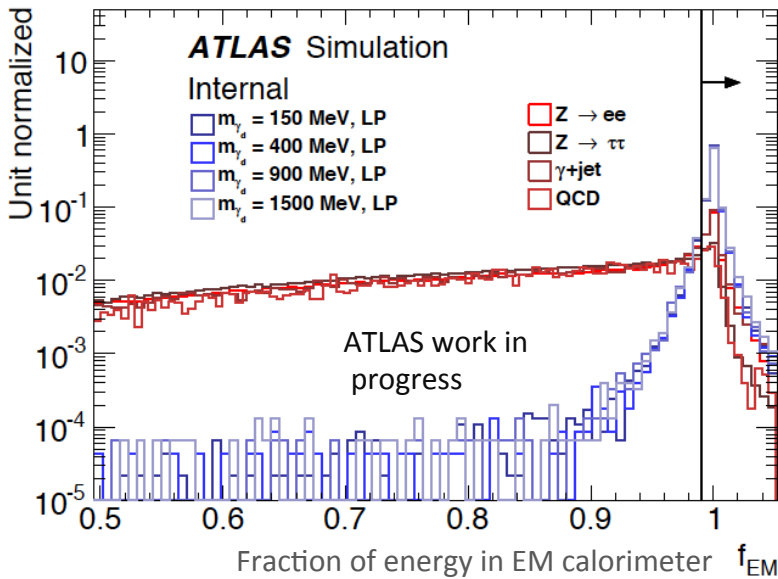 ATLAS Simulation
Internal
m_γd = 150 MeV, LP
m_γd = 400 MeV, LP
m_γd = 900 MeV, LP
m_γd = 1500 MeV, LP
Z → ee
Z → ττ
γ+jet
QCD
ATLAS work in
progress
Unit normalized
10
1
10⁻¹
10⁻²
10⁻³
10⁻⁴
10⁻⁵
0.5 0.6 0.7 0.8 0.9 1
Fraction of energy in EM calorimeter f_EM